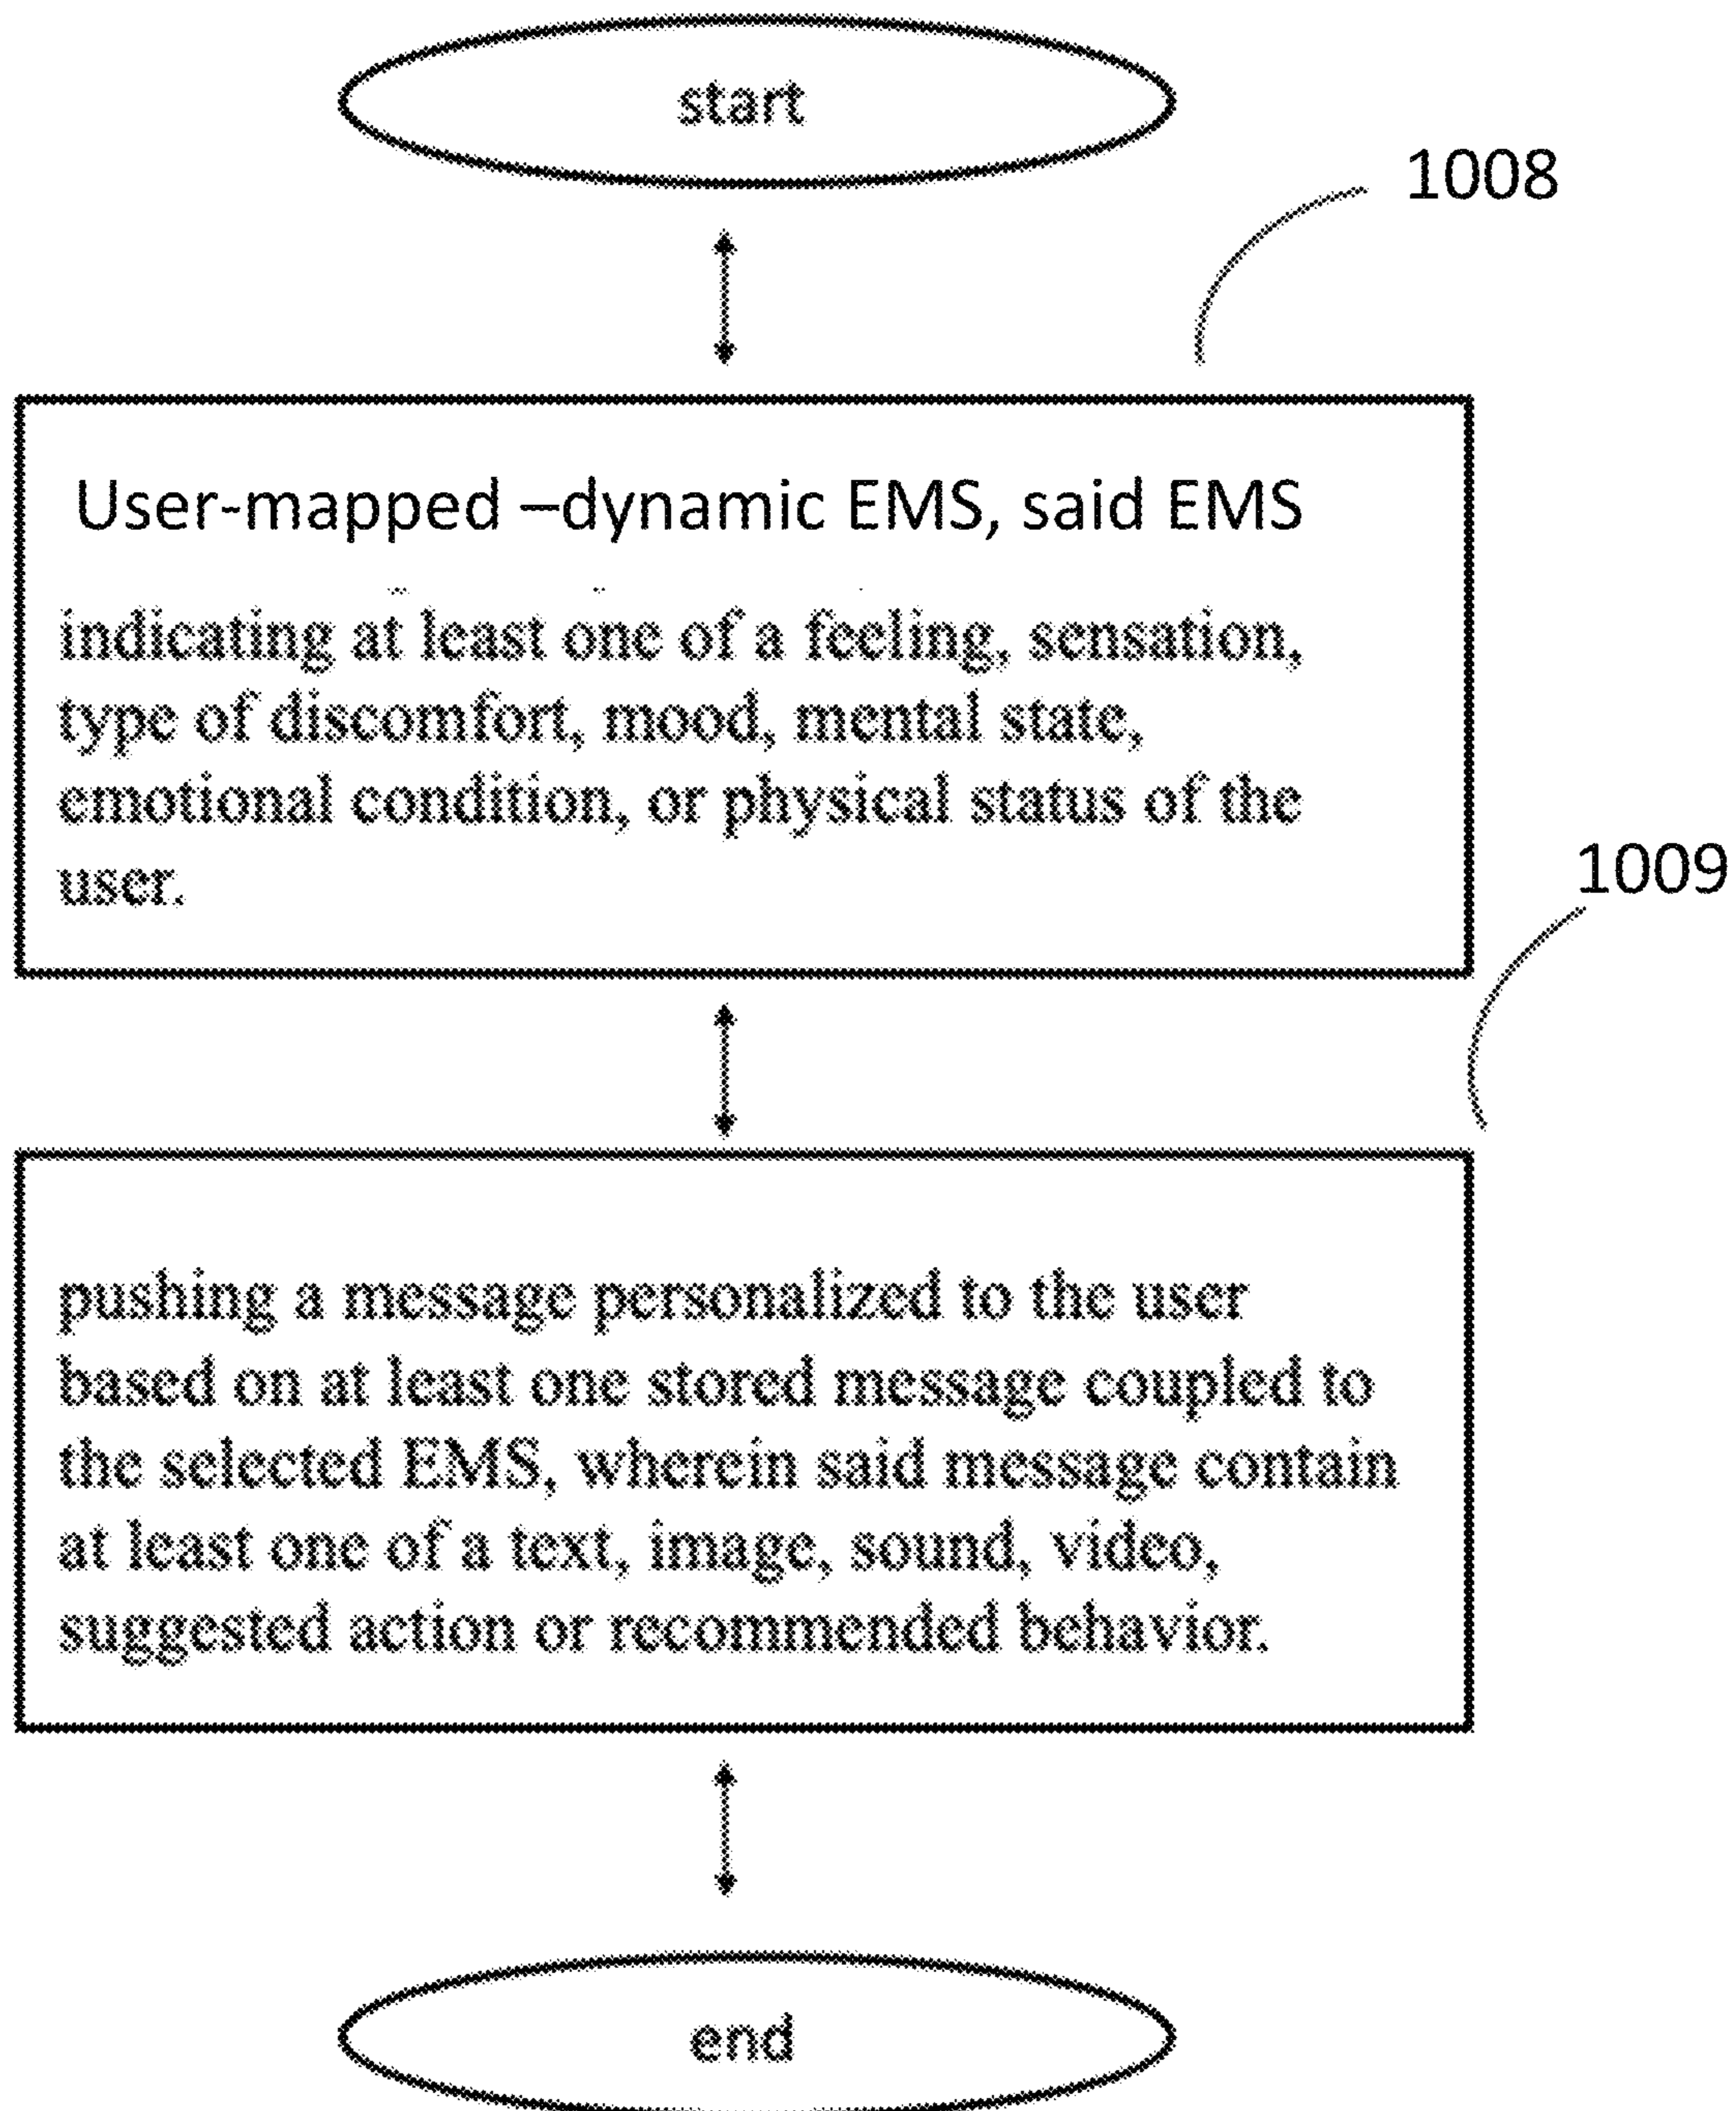 start
1008
User-mapped –dynamic EMS, said EMS
indicating at least one of a feeling, sensation,
type of discomfort, mood, mental state,
emotional condition, or physical status of the
user.
1009
pushing a message personalized to the user
based on at least one stored message coupled to
the selected EMS, wherein said message contain
at least one of a text, image, sound, video,
suggested action or recommended behavior.
end